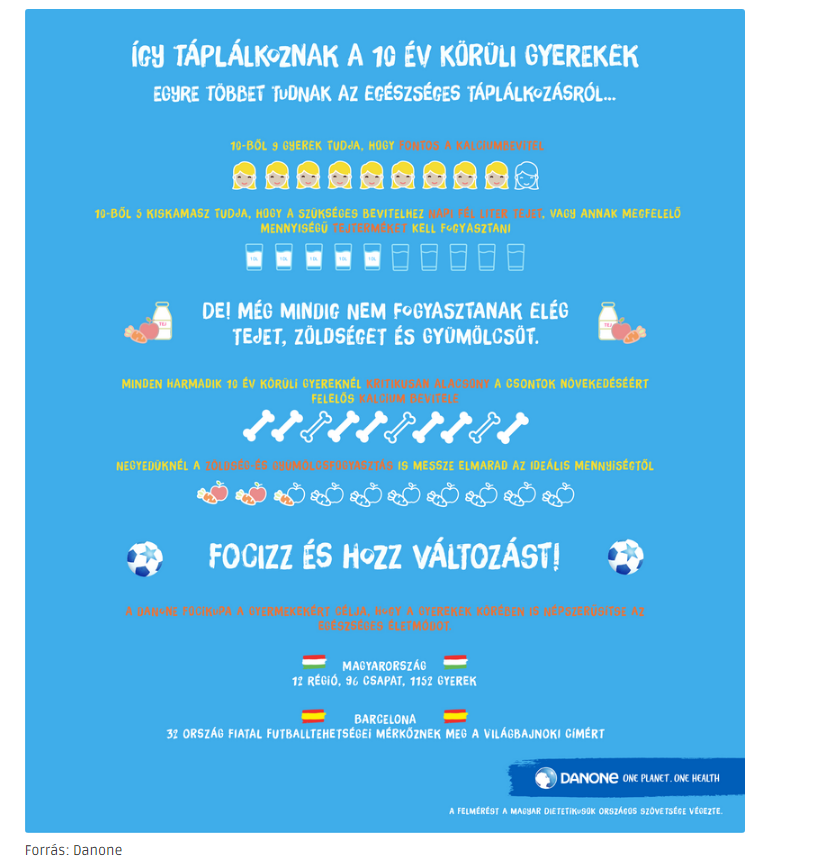 ÍGY TÁPLÁLKOZNAK A 10 ÉV KÖRÜLI GYEREKEK
EGYRE TÖBBET TUDNAK AZ EGÉSZSÉGES TÁPLÁLKOZÁSRÓL...
10-BŐL 9 GYEREK TUDJA, HOGY FONTOS A KALCIUMBEVITEL
10-BŐL 5 KISKAMASZ TUDJA, HOGY A SZÜKSÉGES BEVITELHEZ NAPI FÉL LITER TEJET, VAGY ANNAK MEGFELELŐ
MENNYISÉGŰ TEJTERMÉKET KELL FOGYASZTANI
DE! MÉG MINDIG NEM FOGYASZTANAK ELÉG
TEJET, ZÖLDSÉGET ÉS GYÜMÖLCSÖT.
MINDEN HARMADIK 10 ÉV KÖRÜLI GYEREKNÉL KRITIKUSAN ALACSONY A CSONTOK NÖVEKEDÉSÉÉRT
FELELŐS KALCIUM BEVITELE
NEGYEDÜKNÉL A ZÖLDSÉG ÉS GYÜMÖLCSFOGYASZTÁS IS MESSZE ELMARAD AZ IDEÁLIS MENNYISÉGTŐL
FOCIZZ ÉS HOZZ VÁLTOZÁST!
A DANONE FOCIKUPA A GYERMEKEKÉRT CÉLJA, HOGY A GYEREKEK KÖRÉBEN IS NÉPSZERŰSÍTSE AZ
EGÉSZSÉGES ÉLETMÓDOT
MAGYARORSZÁG
12 RÉGIÓ, 96 CSAPAT, 1152 GYEREK
BARCELONA
32 ORSZÁG FIATAL FUTBALLTEHETSÉGEI MÉRKŐZNEK MEG A VILÁGBAJNOKI CÍMÉRT
DANONE ONE PLANET. ONE HEALTH
A FELMÉRÉST A MAGYAR DIETETIKUSOK ORSZÁGOS SZÖVETSÉGE VÉGEZTE.
Forrás: Danone